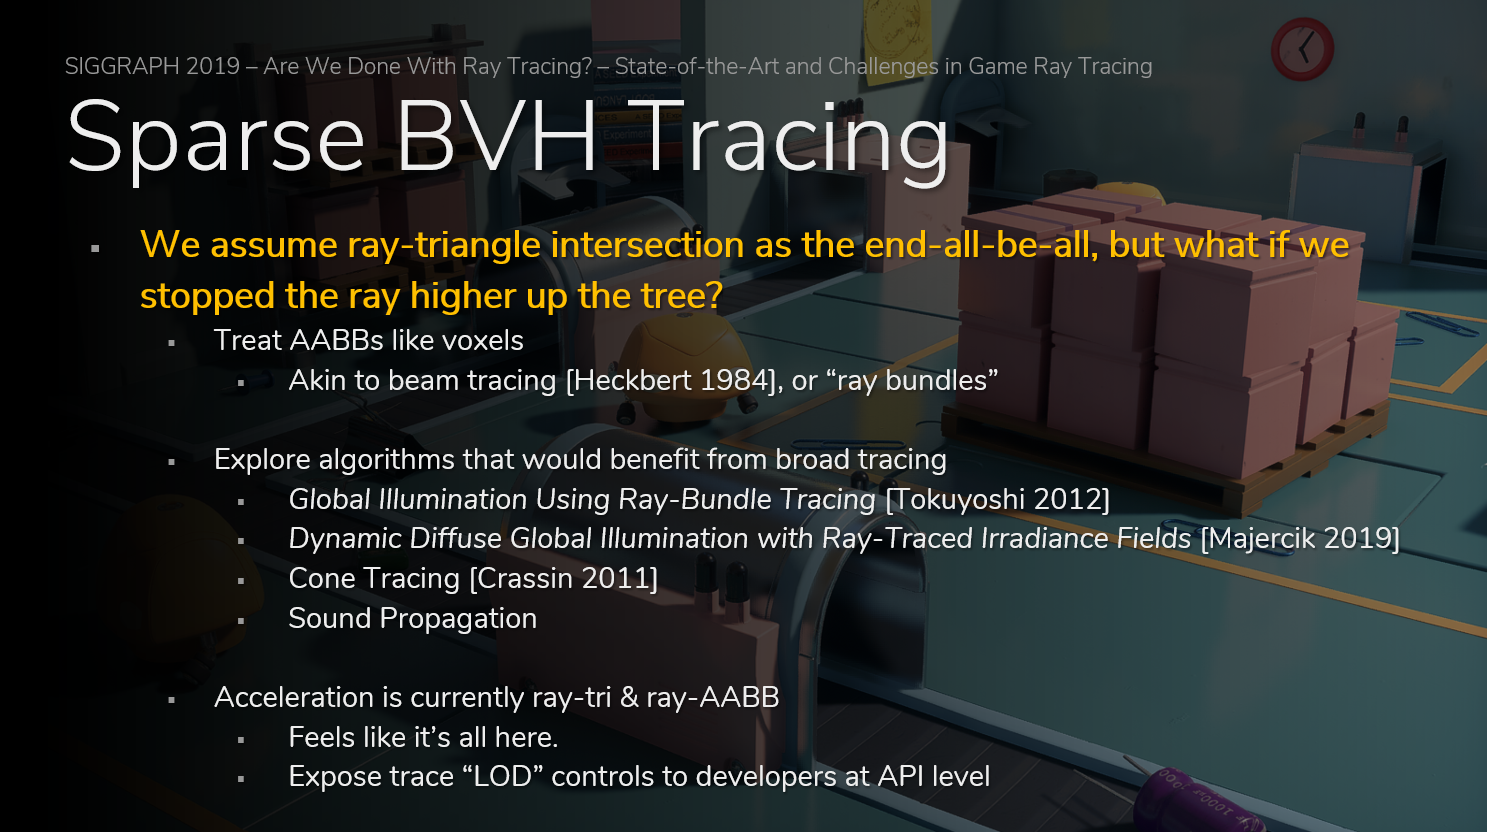 SIGGRAPH 2019 – Are We Done With Ray Tracing? – State-of-the-Art and Challenges in Game Ray Tracing
Sparse BVH Tracing
We assume ray-triangle intersection as the end-all-be-all, but what if we
stopped the ray higher up the tree?
Treat AABBs like voxels
Akin to beam tracing [Heckbert 1984], or “ray bundles”
Explore algorithms that would benefit from broad tracing
Global Illumination Using Ray-Bundle Tracing [Tokuyoshi 2012]
Dynamic Diffuse Global Illumination with Ray-Traced Irradiance Fields [Majercik 2019]
Cone Tracing [Crassin 2011]
Sound Propagation
Acceleration is currently ray-tri & ray-AABB
Feels like it’s all here.
Expose trace “LOD” controls to developers at API level